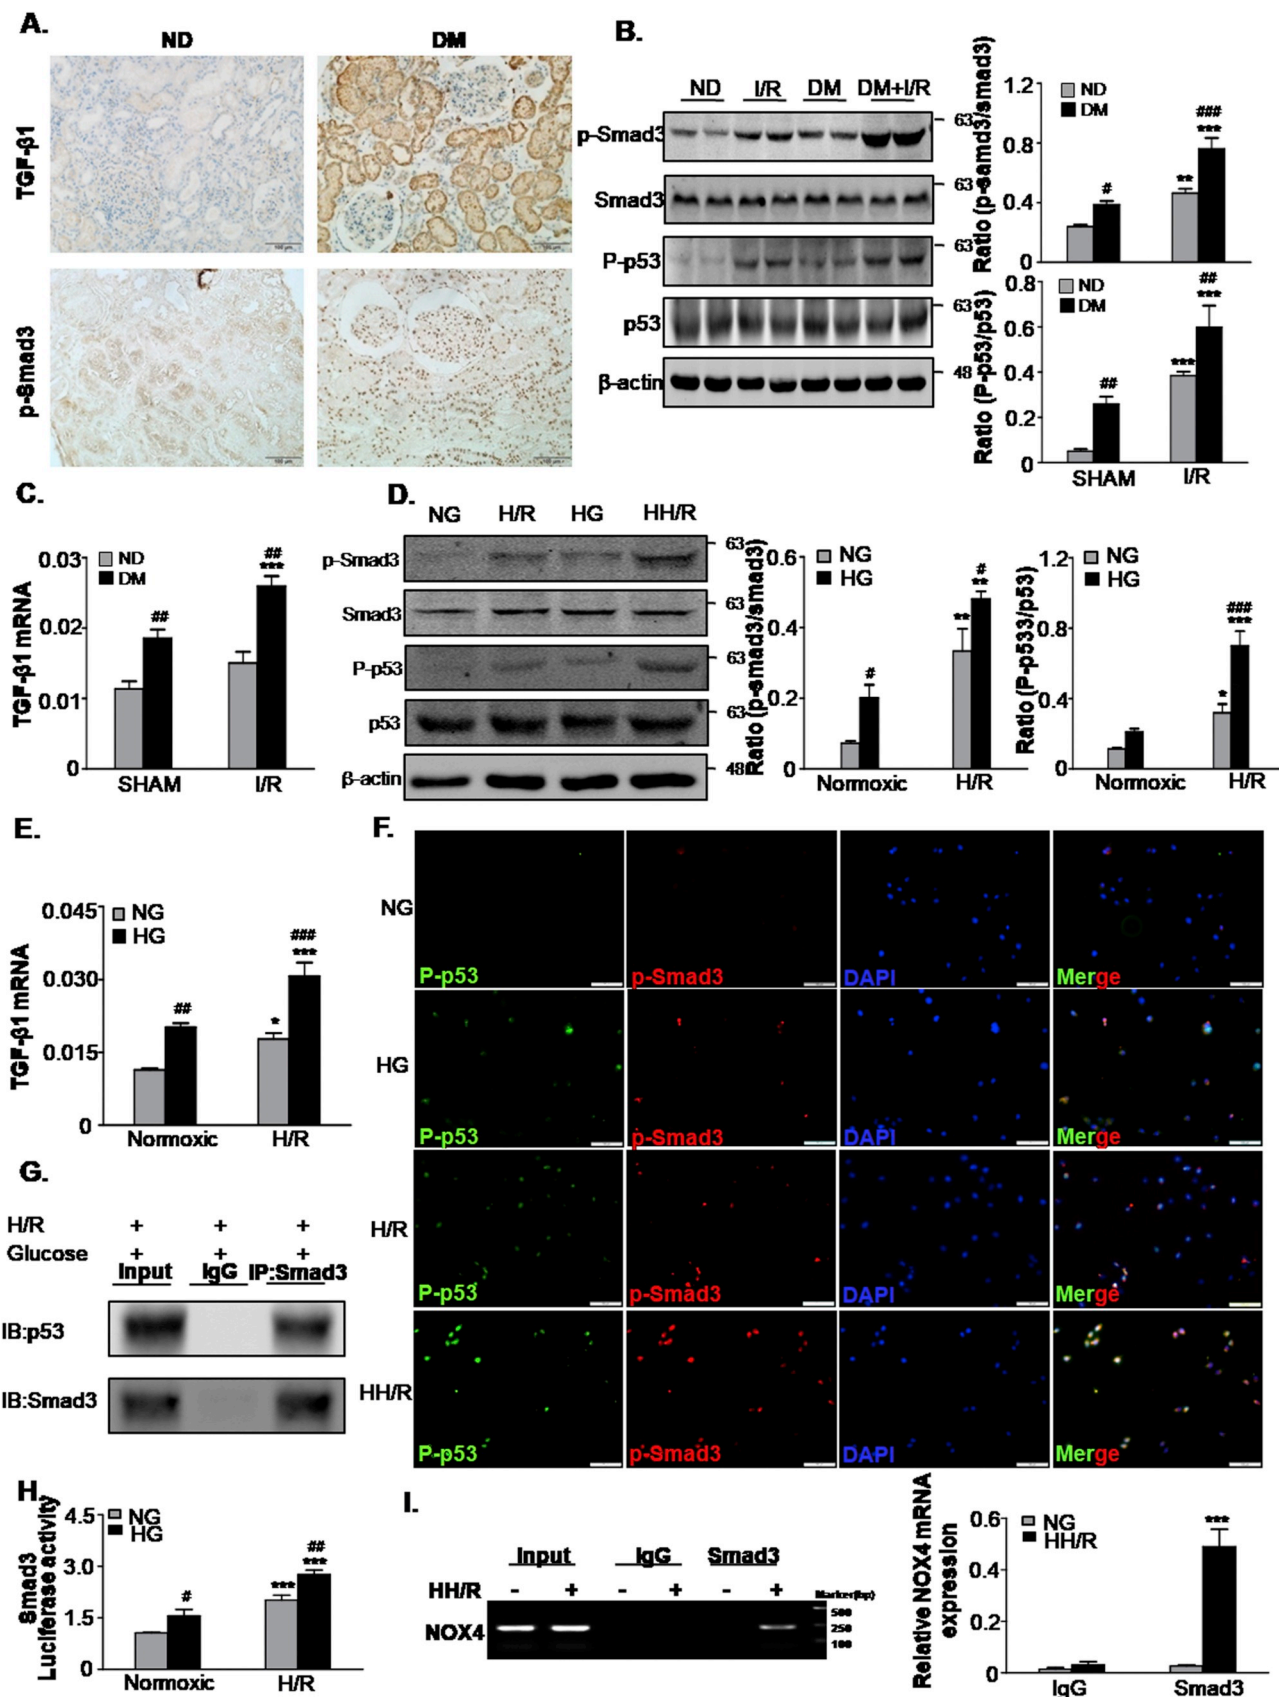 A.
ND
DM
TGF-β1
p-Smad3
B.
ND I/R DM DM+I/R
p-Smad3
63
Smad3
63
P-p53
63
p53
63
β-actin
48
Ratio (p-samd3/smad3)
1.2
0.8
0.4
0
ND
DM
#
**
###
***
Ratio (P-p53/p53)
0.8
0.6
0.4
0.2
0
ND
DM
##
***
##
***
SHAM I/R
C.
TGF-β1 mRNA
0.03
0.02
0.01
0
ND
DM
##
##
***
SHAM I/R
D.
NG H/R HG HH/R
p-Smad3
63
Smad3
63
P-p53
63
p53
63
β-actin
48
Ratio (p-smad3/smad3)
0.6
0.4
0.2
0
NG
HG
#
**
#
**
Normoxic H/R
Ratio (P-p533/p53)
1.2
0.8
0.4
0
NG
HG
*
###
***
Normoxic H/R
E.
TGF-β1 mRNA
0.045
0.030
0.015
0
NG
HG
##
*
###
***
Normoxic H/R
F.
NG
P-p53 p-Smad3 DAPI Merge
HG
P-p53 p-Smad3 DAPI Merge
H/R
P-p53 p-Smad3 DAPI Merge
HH/R
P-p53 p-Smad3 DAPI Merge
G.
H/R + + +
Glucose + + +
Input IgG IP:Smad3
IB:p53
IB:Smad3
H.
Smad3
Luciferase activity
4.5
3.0
1.5
0
NG
HG
#
***
##
***
Normoxic H/R
I.
Input IgG Smad3
HH/R - + - + - +
Marker(bp)
500
250
100
NOX4
Relative NOX4 mRNA
expression
0.6
0.4
0.2
0
NG
HH/R
***
IgG Smad3